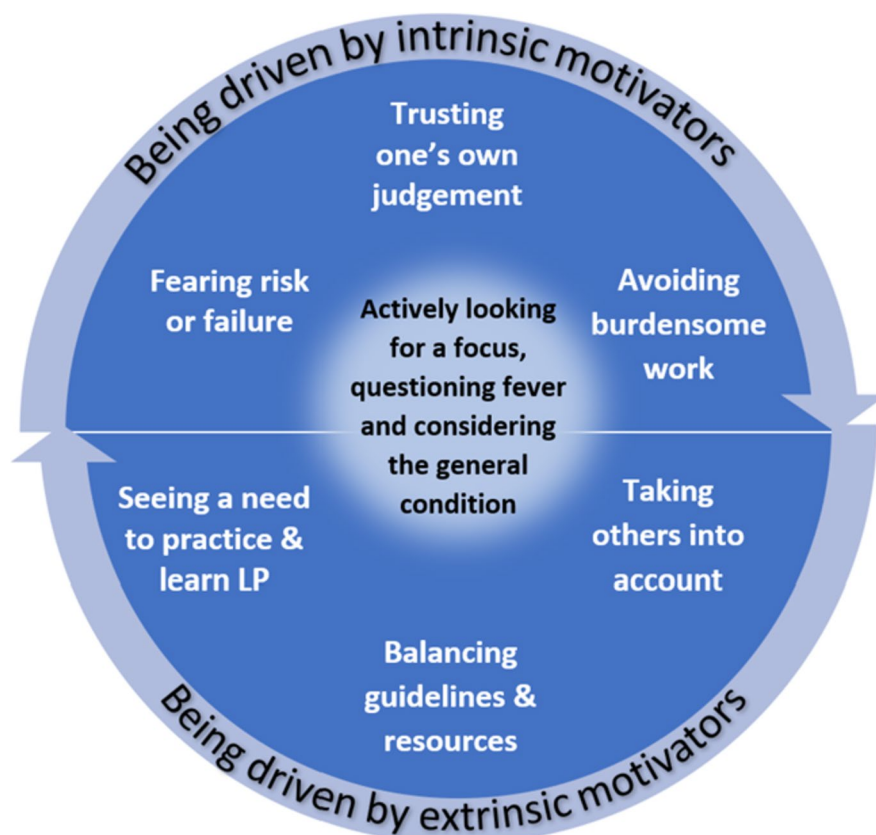 Being driven by intrinsic motivators
Trusting
one's own
judgement
Fearing risk
or failure
Avoiding
burdensome
work
Actively looking
for a focus,
questioning fever
and considering
the general
condition
Seeing a need
to practice &
learn LP
Taking
others into
account
Balancing
guidelines &
resources
Being driven by extrinsic motivators